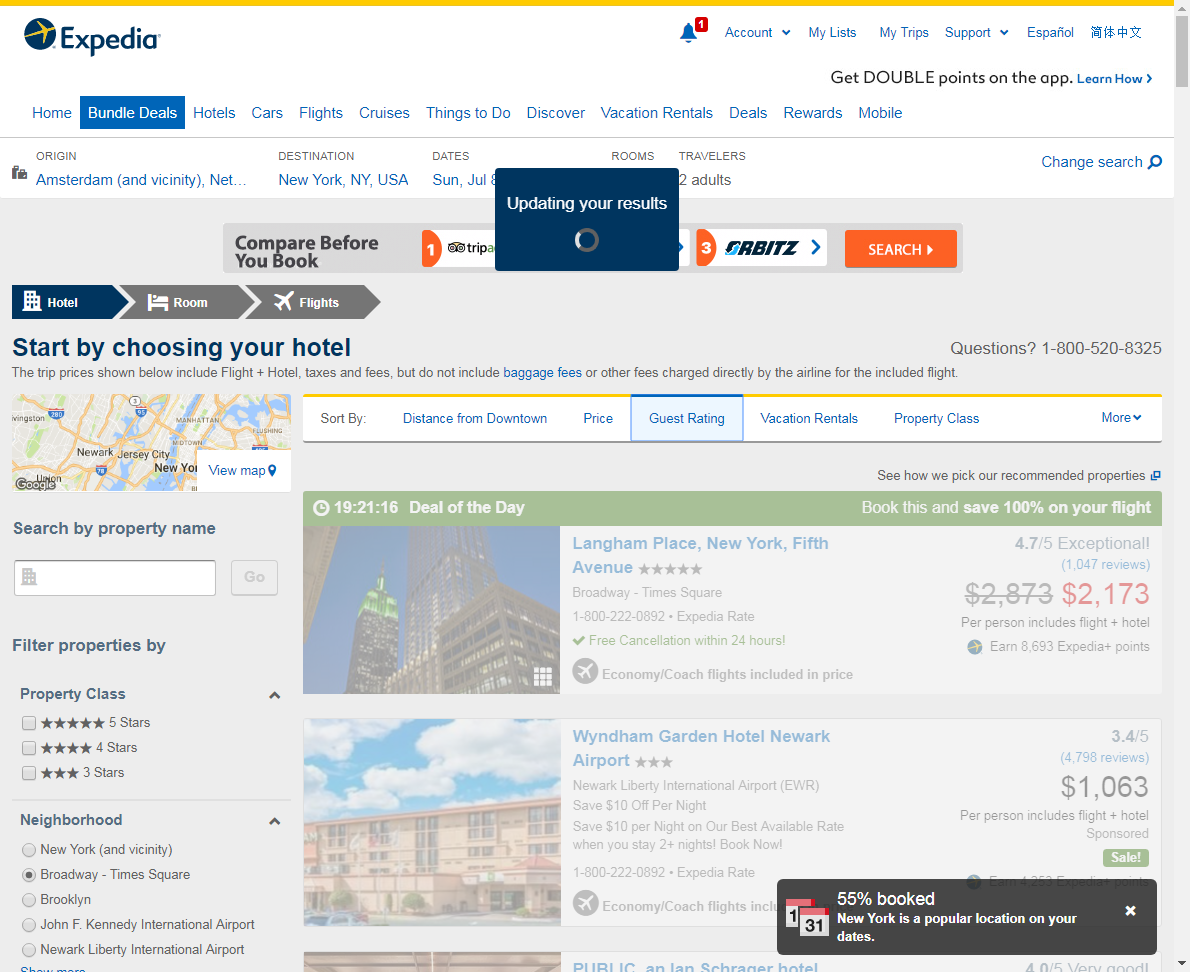 Expedia
1
Account
My Lists
My Trips
Support
Español
简体中文
Get DOUBLE points on the app. Learn How
Home
Bundle Deals
Hotels
Cars
Flights
Cruises
Things to Do
Discover
Vacation Rentals
Deals
Rewards
Mobile
ORIGIN
Amsterdam (and vicinity), Net...
DESTINATION
New York, NY, USA
DATES
Sun, Jul
ROOMS
TRAVELERS
2 adults
Change search
Updating your results
Compare Before
You Book
1
3
ORBITZ
SEARCH
Hotel
Room
Flights
Start by choosing your hotel
Questions? 1-800-520-8325
The trip prices shown below include Flight + Hotel, taxes and fees, but do not include baggage fees or other fees charged directly by the airline for the included flight.
MANHATTAN
FLUSHING
MIDTOWN
Newark
Jersey City
Union
Google
View map
Sort By:
Distance from Downtown
Price
Guest Rating
Vacation Rentals
Property Class
More
See how we pick our recommended properties
Search by property name
Go
Filter properties by
Property Class
5 Stars
4 Stars
3 Stars
Neighborhood
New York (and vicinity)
Broadway - Times Square
Brooklyn
John F. Kennedy International Airport
Newark Liberty International Airport
Show more
19:21:16 Deal of the Day
Book this and save 100% on your flight
Langham Place, New York, Fifth
Avenue
Broadway - Times Square
1-800-222-0892 • Expedia Rate
Free Cancellation within 24 hours!
Economy/Coach flights included in price
4.7/5 Exceptional!
(1,047 reviews)
$2,873 $2,173
Per person includes flight + hotel
Earn 8,693 Expedia+ points
Wyndham Garden Hotel Newark
Airport
Newark Liberty International Airport (EWR)
Save $10 Off Per Night
Save $10 per Night on Our Best Available Rate
when you stay 2+ nights! Book Now!
1-800-222-0892 • Expedia Rate
Economy/Coach flights
3.4/5
(4,798 reviews)
$1,063
Per person includes flight + hotel
Sponsored
Sale!
Earn 4,253 Expedia+ points
31
55% booked
New York is a popular location on your
dates.
PUBLIC, an Ian Schrager hotel
4.0/5 Very good!